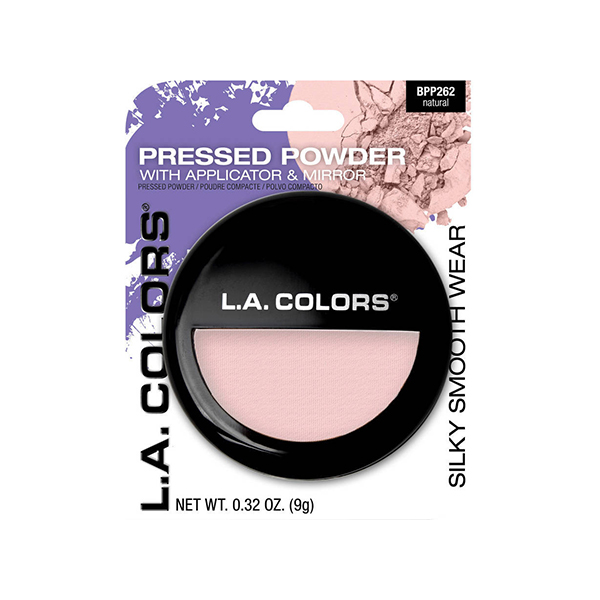 BPP262
natural
PRESSED POWDER
WITH APPLICATOR & MIRROR
PRESSED POWDER / POUDRE COMPACTE / POLVO COMPACTO
L.A. COLORS®
L.A. COLORS®
SILKY SMOOTH WEAR
NET WT. 0.32 OZ. (9g)